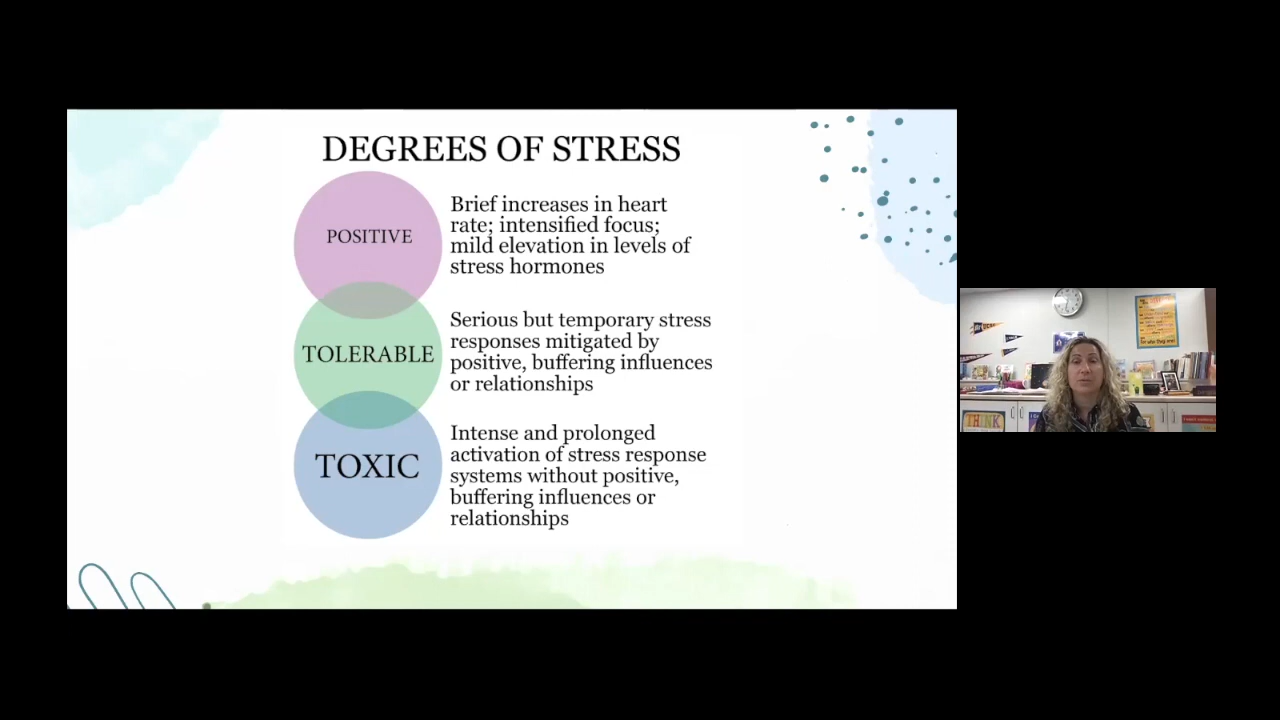 DEGREES OF STRESS
POSITIVE
Brief increases in heart
rate; intensified focus;
mild elevation in levels of
stress hormones
TOLERABLE
Serious but temporary stress
responses mitigated by
positive, buffering influences
or relationships
TOXIC
Intense and prolonged
activation of stress response
systems without positive,
buffering influences or
relationships
THINK